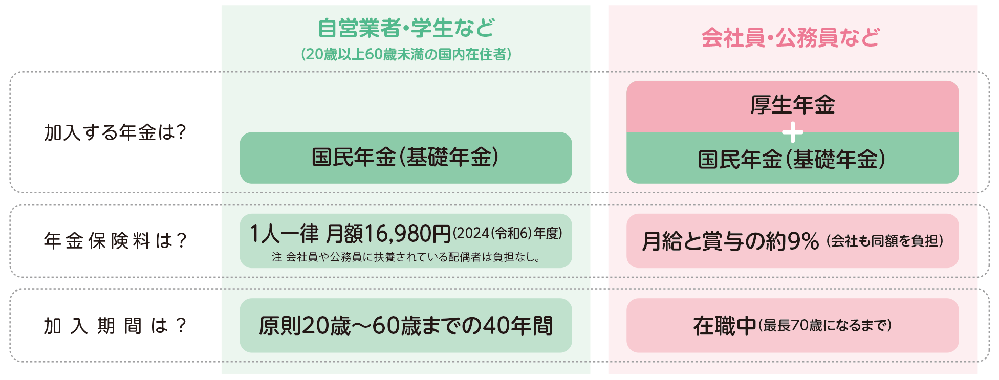 自営業者・学生など
(20歳以上60歳未満の国内在住者)
会社員・公務員など
加入する年金は?
国民年金(基礎年金)
厚生年金
+
国民年金(基礎年金)
年金保険料は?
1人一律 月額16,980円(2024(令和6)年度)
注 会社員や公務員に扶養されている配偶者は負担なし。
月給と賞与の約9% (会社も同額を負担)
加入期間は?
原則20歳〜60歳までの40年間
在職中(最長70歳になるまで)